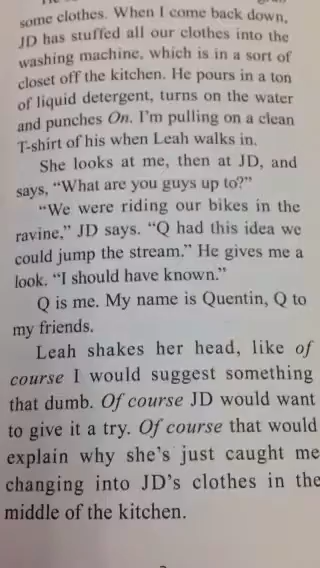 some clothes. When I come back down,
JD has stuffed all our clothes into the
washing machine, which is in a sort of
closet off the kitchen. He pours in a ton
of liquid detergent, turns on the water
and punches On. I'm pulling on a clean
T-shirt of his when Leah walks in.
She looks at me, then at JD, and
says, “What are you guys up to?”
“We were riding our bikes in the
ravine,” JD says. “Q had this idea we
could jump the stream.” He gives me a
look. “I should have known.”
Q is me. My name is Quentin, Q to
my friends.
Leah shakes her head, like of
course I would suggest something
that dumb. Of course JD would want
to give it a try. Of course that would
explain why she's just caught me
changing into JD's clothes in the
middle of the kitchen.